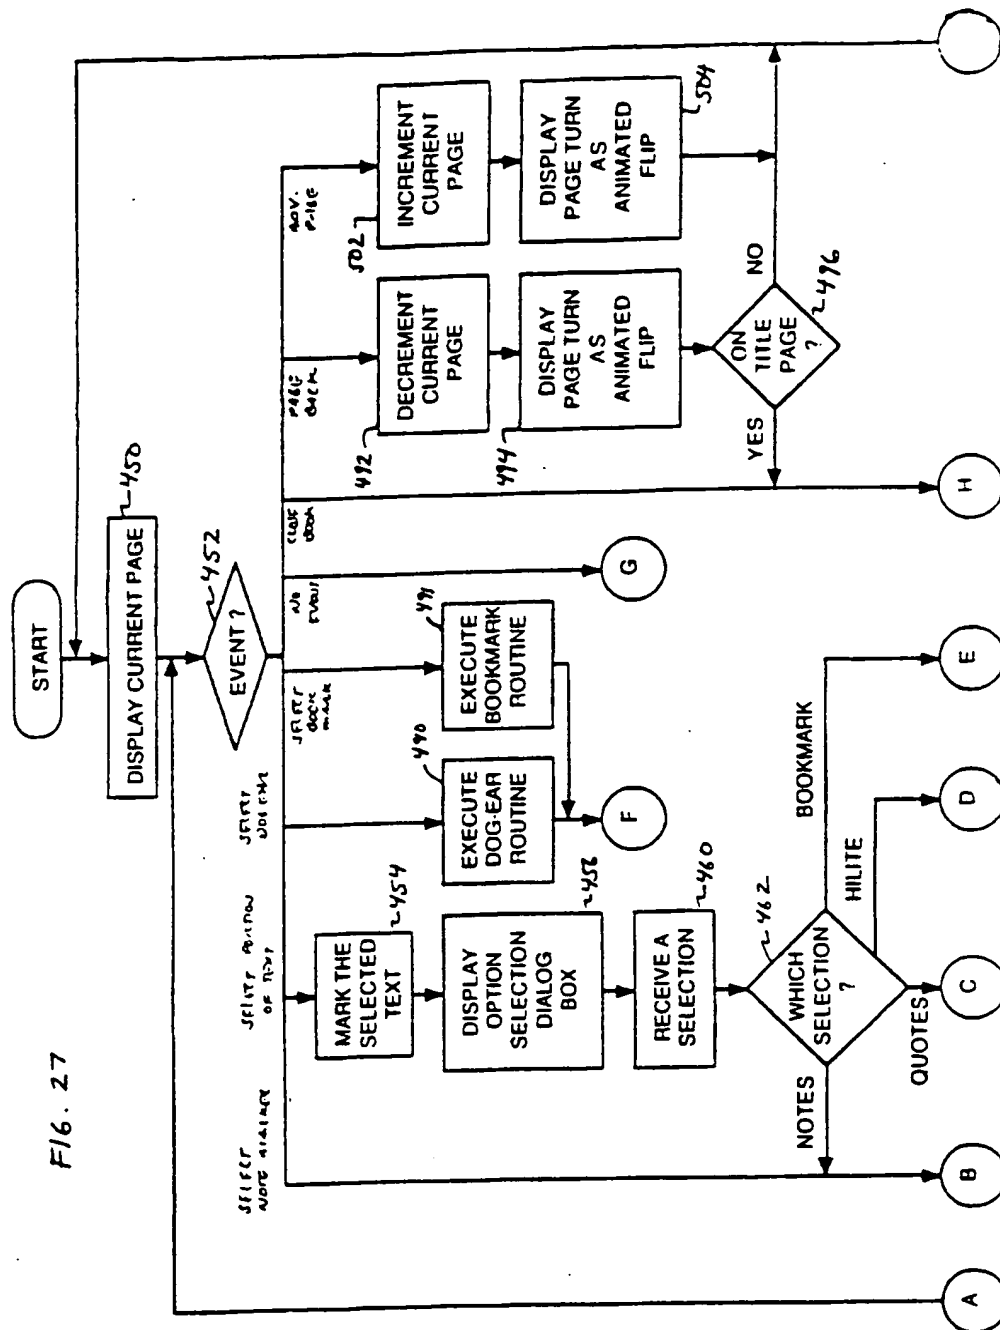 FIG. 27
START
DISPLAY CURRENT PAGE
450
EVENT ?
452
SELECT
NOTE
SELECT PORTION
OF TEXT
SELECT
DOG EAR
SELECT
BOOK
MARK
NO
EVENT
CLOSE
BOOK
PAGE
BACK
ADV.
PAGE
MARK THE
SELECTED
TEXT
454
DISPLAY
OPTION
SELECTION
DIALOG
BOX
456
RECEIVE A
SELECTION
460
WHICH
SELECTION
?
462
NOTES
QUOTES
HILITE
BOOKMARK
EXECUTE
DOG-EAR
ROUTINE
490
EXECUTE
BOOKMARK
ROUTINE
491
DECREMENT
CURRENT
PAGE
492
DISPLAY
PAGE TURN
AS
ANIMATED
FLIP
494
ON
TITLE
PAGE
?
496
YES
NO
INCREMENT
CURRENT
PAGE
502
DISPLAY
PAGE TURN
AS
ANIMATED
FLIP
504
A
B
C
D
E
F
G
H